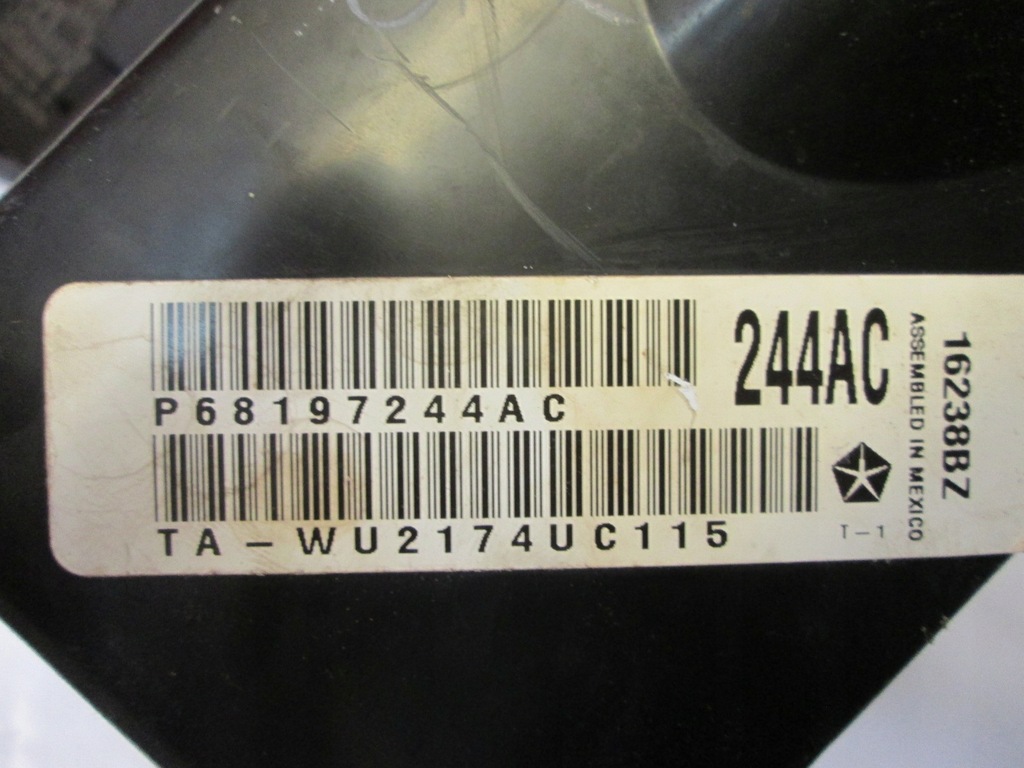 P68197244AC
TA-WU2174UC115
244AC
T-1
ASSEMBLED IN MEXICO
16238BZ